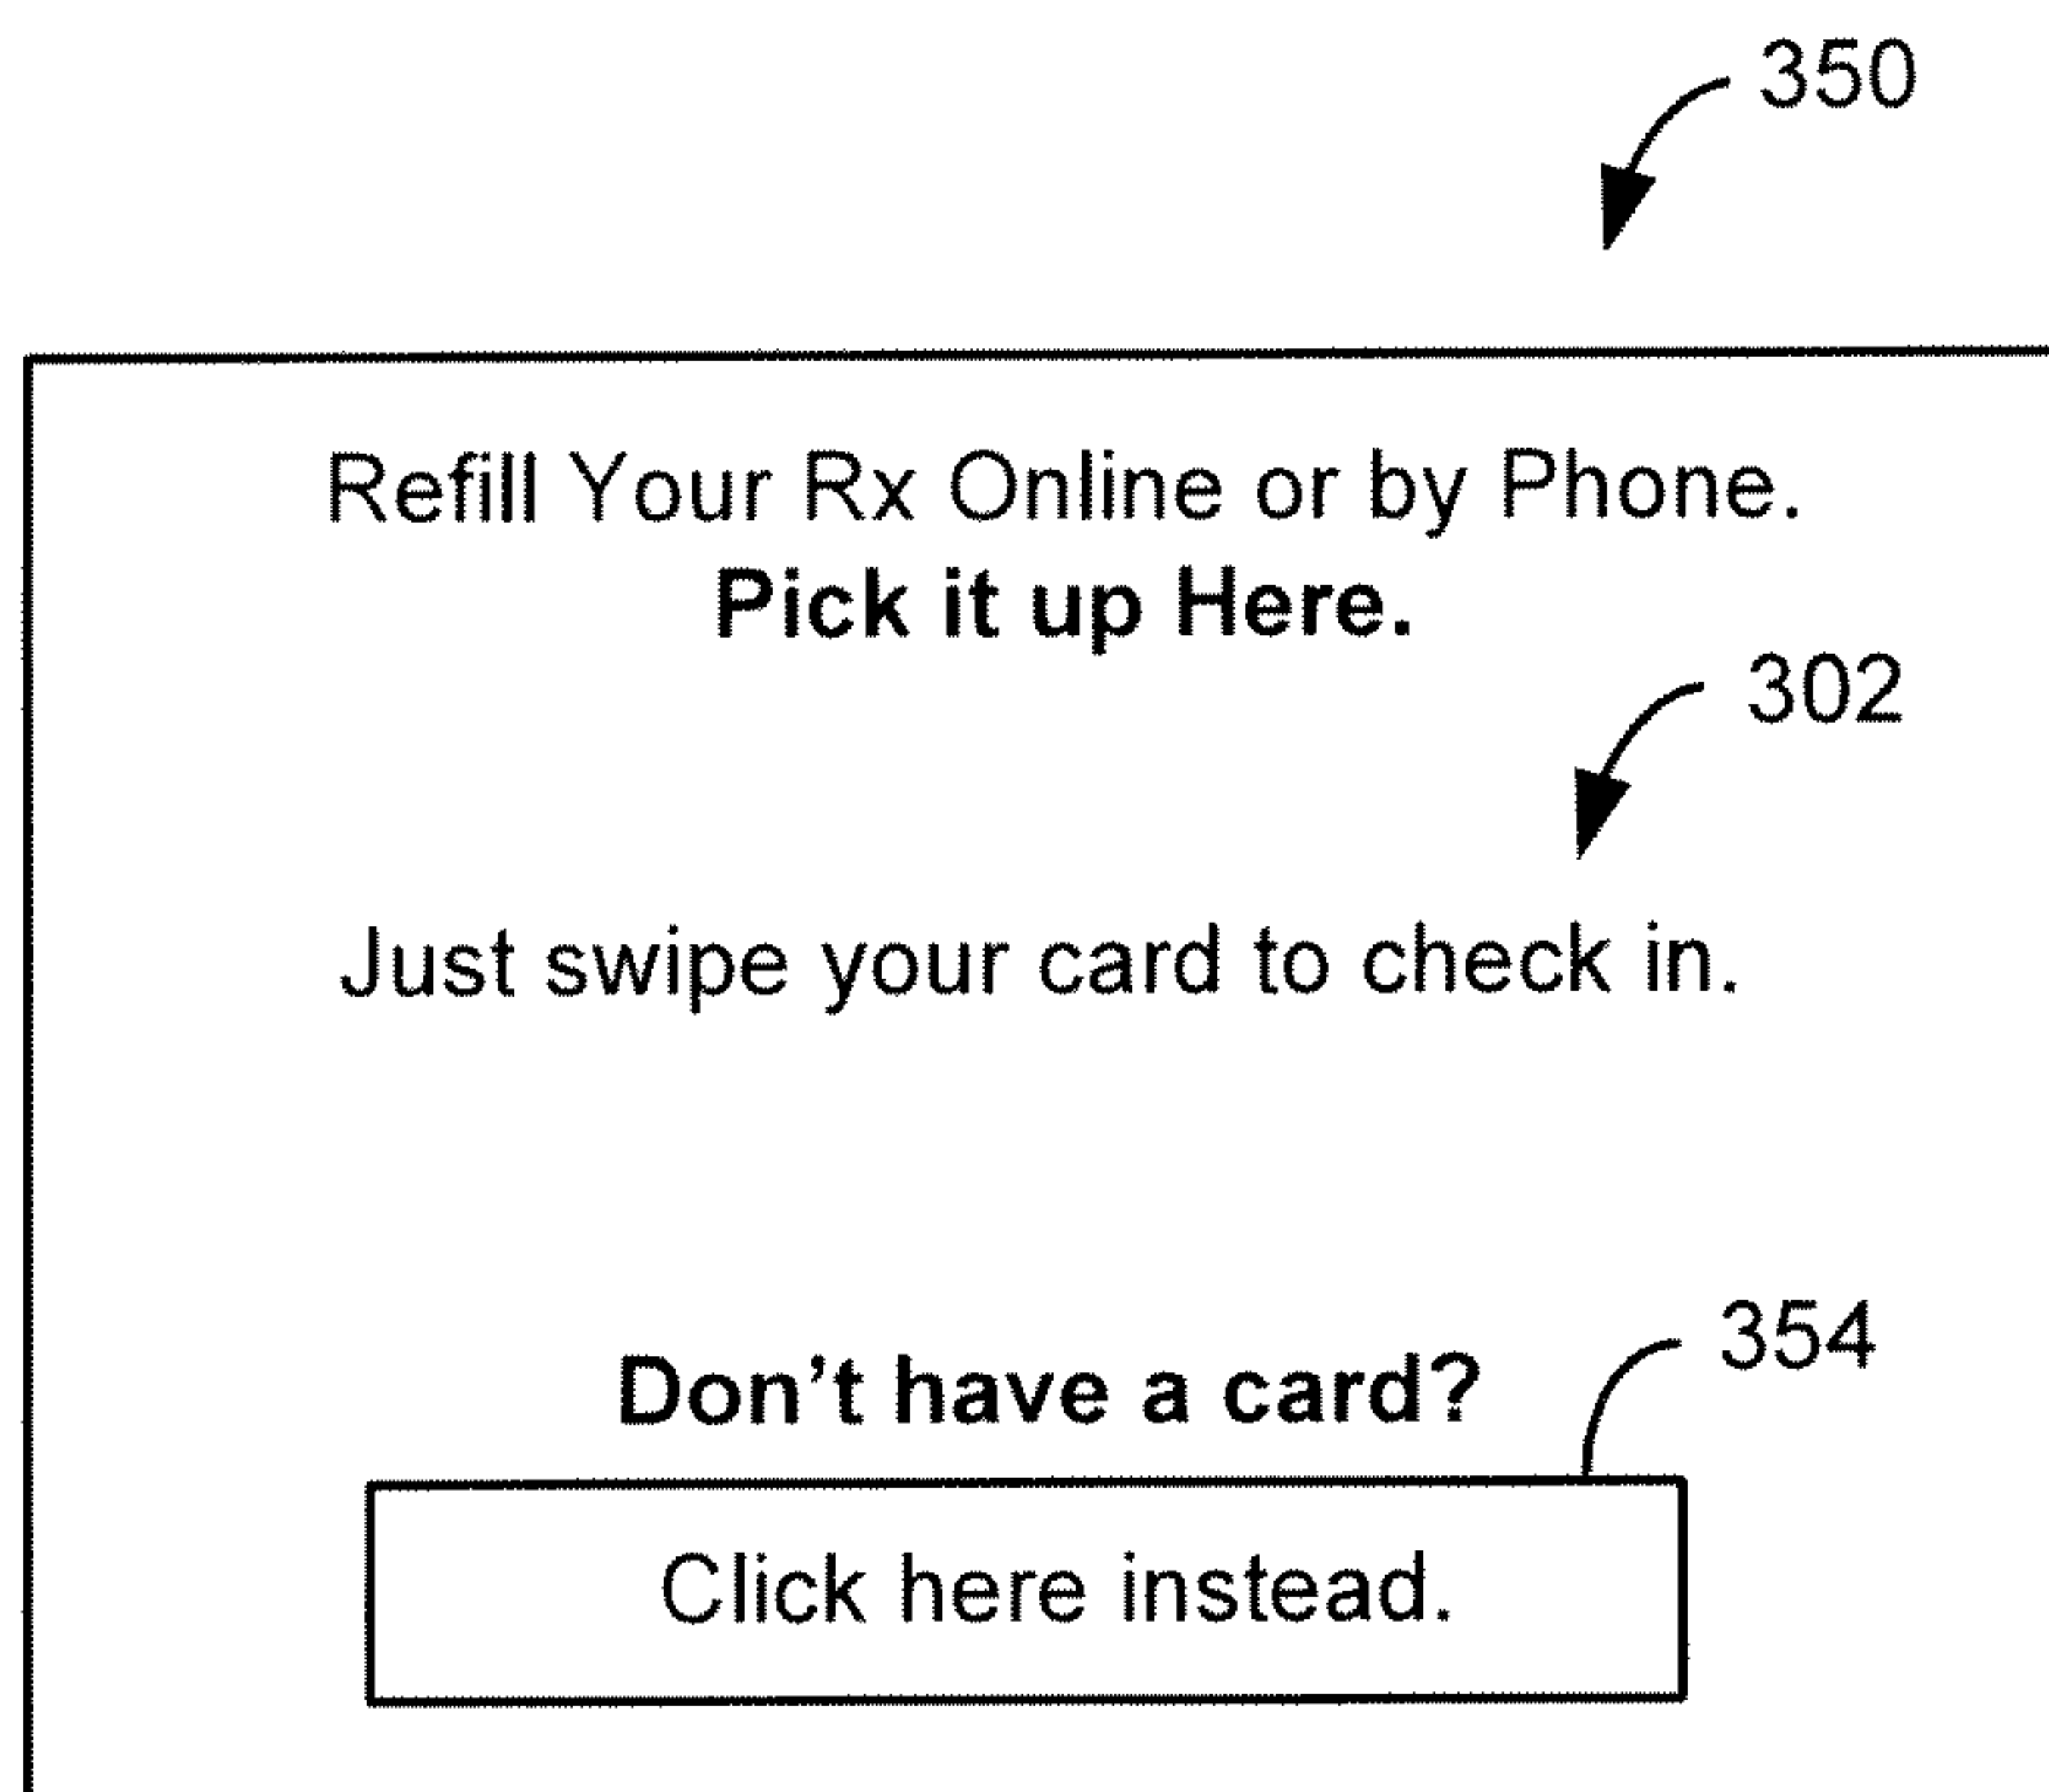 350
Refill Your Rx Online or by Phone.
Pick it up Here.
302
Just swipe your card to check in.
354
Don't have a card?
Click here instead.